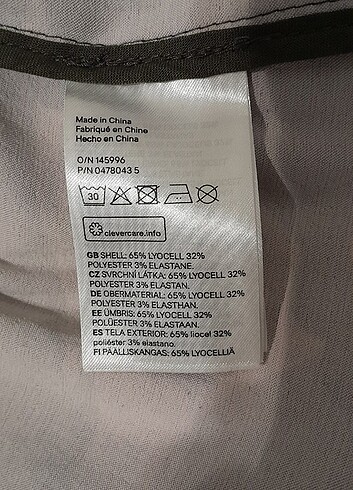 Made in China
Fabriqué en Chine
Hecho en China
O/N 145996
P/N 0478043 5
30
clevercare.info
GB SHELL: 65% LYOCELL 32%
POLYESTER 3% ELASTANE.
CZ SVRCHNÍ LÁTKA: 65% LYOCELL 32%
POLYESTER 3% ELASTAN.
DE OBERMATERIAL: 65% LYOCELL 32%
POLYESTER 3% ELASTHAN.
EE ÜMBRIS: 65% LYOCELL 32%
POLÜESTER 3% ELASTAAN.
ES TELA EXTERIOR: 65% liocel 32%
poliéster 3% elastano.
FI PÄÄLLISKANGAS: 65% LYOCELLIÄ